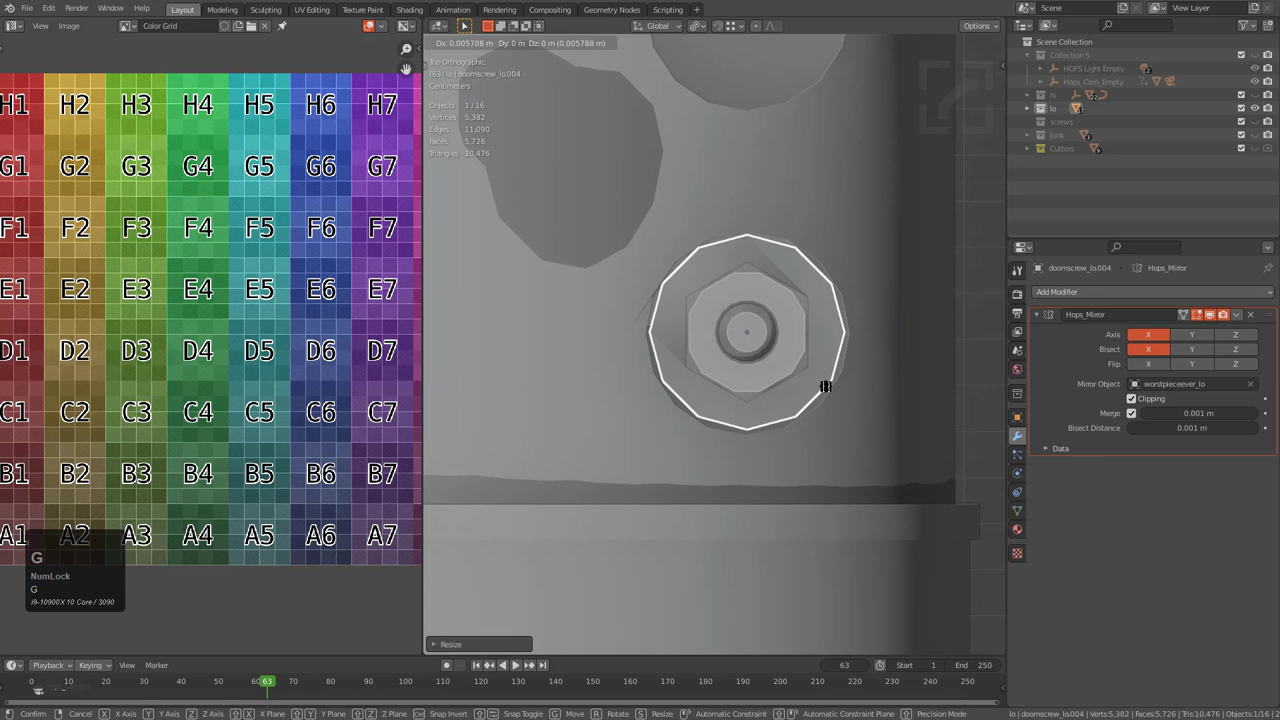 File Edit Render Window Help
Layout Modeling Sculpting UV Editing Texture Paint Shading Animation Rendering Compositing Geometry Nodes Scripting +
Scene View Layer
View Image Color Grid Global Options
Dx: 0.005788 m Dy: 0 m Dz: 0 m (0.005788 m)
Top Orthographic
(63) lo | doomscrew_lo.004
Centimeters
Objects 1 / 16
Vertices 5,382
Edges 11,090
Faces 5,726
Triangles 10,476
H1 H2 H3 H4 H5 H6 H7
G1 G2 G3 G4 G5 G6 G7
F1 F2 F3 F4 F5 F6 F7
E1 E2 E3 E4 E5 E6 E7
D1 D2 D3 D4 D5 D6 D7
C1 C2 C3 C4 C5 C6 C7
B1 B2 B3 B4 B5 B6 B7
A1 A2 A3 A4 A5 A6 A7
G
NumLock
G
i9-10900X 10 Core / 3090
Resize
Scene Collection
Collection 5
HOPS Light Empty
Hops_Cam_Empty
N
lo
screws
junk
Cutters
doomscrew_lo.004 Hops_Mirror
Add Modifier
Hops_Mirror
Axis X Y Z
Bisect X Y Z
Flip X Y Z
Mirror Object worstpieceever_lo
Clipping
Merge 0.001 m
Bisect Distance 0.001 m
Data
Playback Keying View Marker 63 Start 1 End 250
0 10 20 30 40 50 60 63 70 80 90 100 110 120 130 140 150 160 170 180 190 200 210 220 230 240 250
Confirm Cancel X X Axis Y Y Axis Z Z Axis X X Plane Y Y Plane Z Z Plane Snap Invert Snap Toggle G Move R Rotate S Resize Automatic Constraint Automatic Constraint Plane Precision Mode lo | doomscrew_lo.004 | Verts:5,382 | Faces:5,726 | Tris:10,476 | Objects:1/16